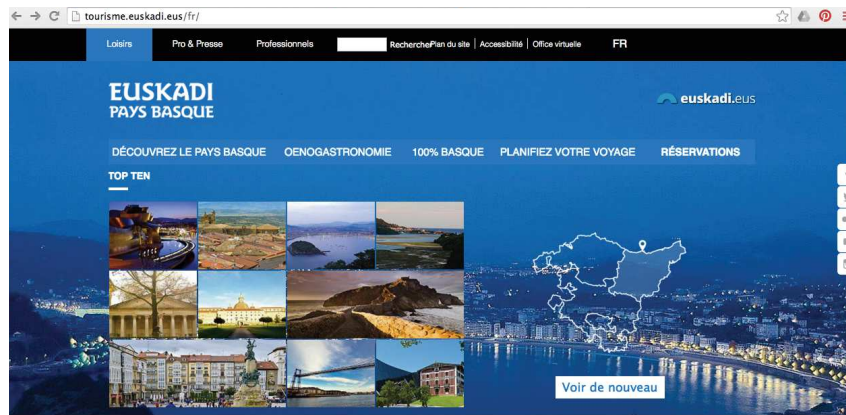 tourisme.euskadi.eus/fr/
Loisirs Pro & Presse Professionnels Rechercher Plan du site | Accessibilité | Office virtuelle FR
EUSKADI
PAYS BASQUE
euskadi.eus
DÉCOUVREZ LE PAYS BASQUE OENOGASTRONOMIE 100% BASQUE PLANIFIEZ VOTRE VOYAGE RÉSERVATIONS
TOP TEN
Voir de nouveau